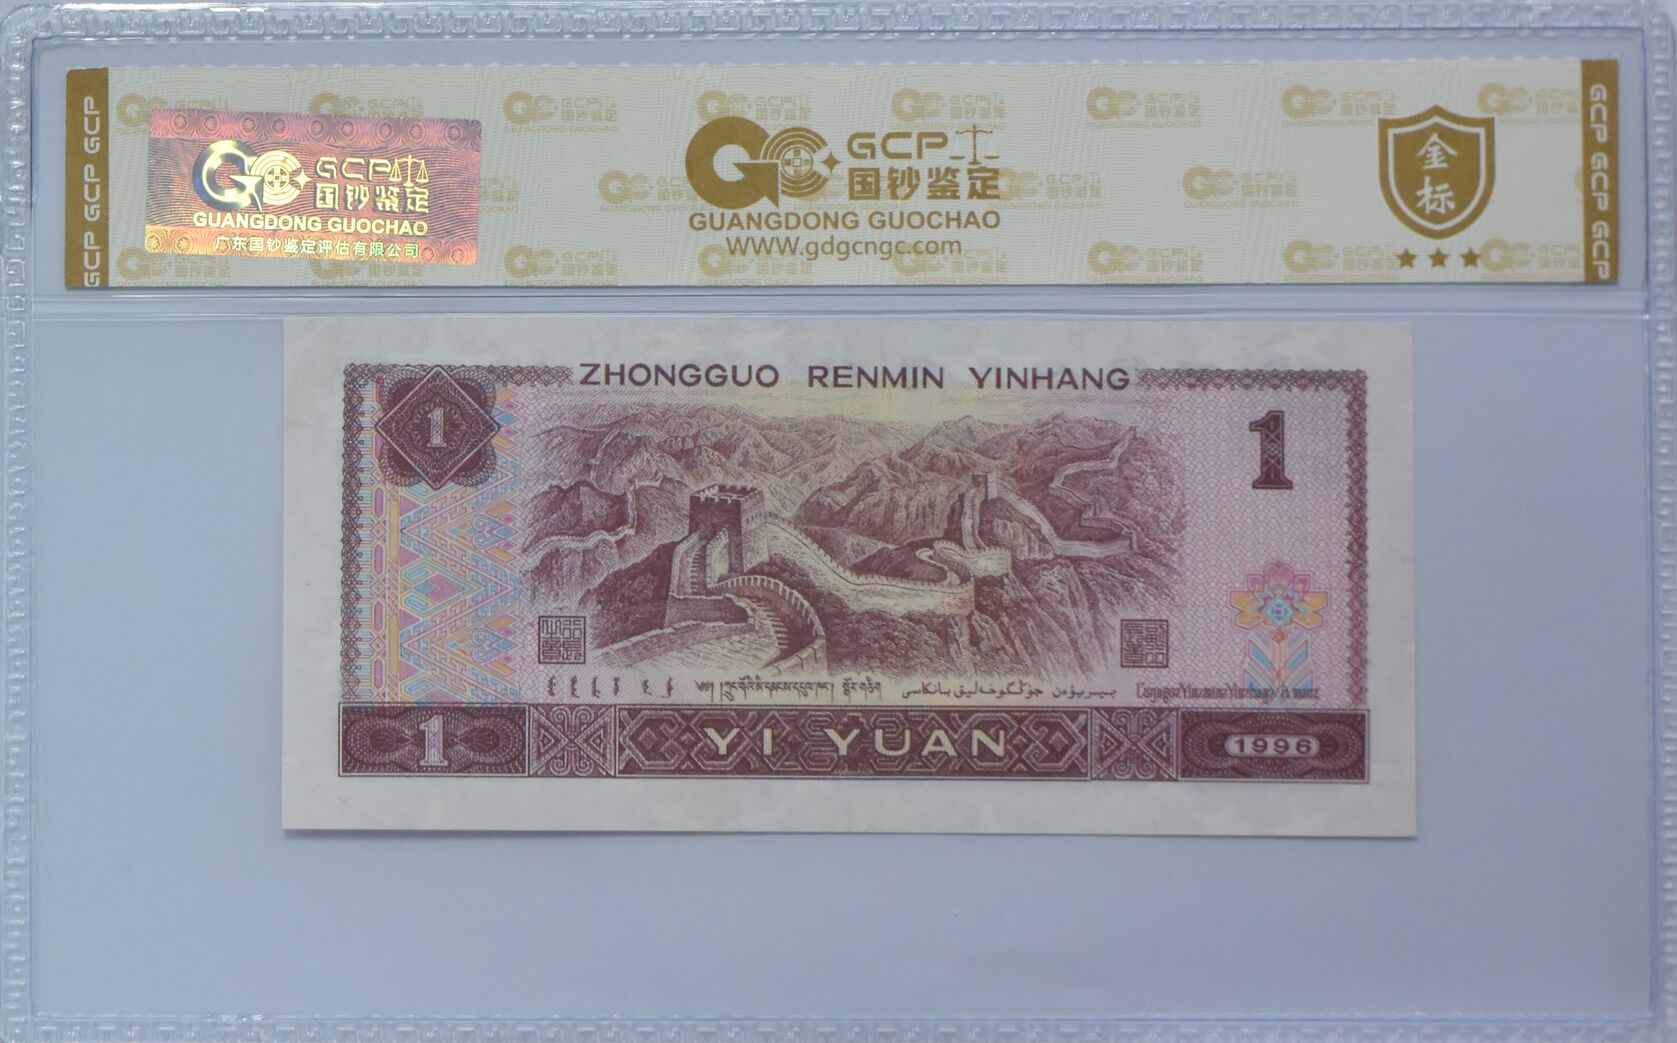 GCP GCP GCP
GCP 国钞鉴定
GUANGDONG GUOCHAO
广东国钞鉴定评估有限公司
GCP
国钞鉴定
GUANGDONG GUOCHAO
WWW.gdgcngc.com
金
标
GCP GCP GCP
ZHONGGUO RENMIN YINHANG
1
1
1
YI YUAN
1996